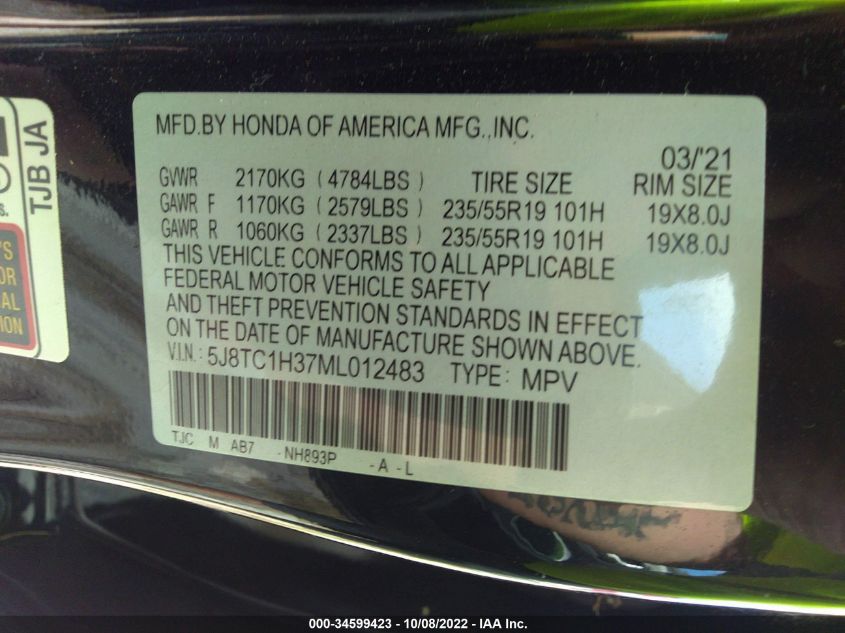 MFD.BY HONDA OF AMERICA MFG.,INC.
03/'21
GVWR 2170KG (4784LBS) TIRE SIZE RIM SIZE
GAWR F 1170KG (2579LBS) 235/55R19 101H 19X8.0J
GAWR R 1060KG (2337LBS) 235/55R19 101H 19X8.0J
THIS VEHICLE CONFORMS TO ALL APPLICABLE
FEDERAL MOTOR VEHICLE SAFETY
AND THEFT PREVENTION STANDARDS IN EFFECT
ON THE DATE OF MANUFACTURE SHOWN ABOVE.
V.I.N.: 5J8TC1H37ML012483 TYPE: MPV
TJC M AB7 -NH893P -A -L
TJB JA
000-34599423 - 10/08/2022 - IAA Inc.